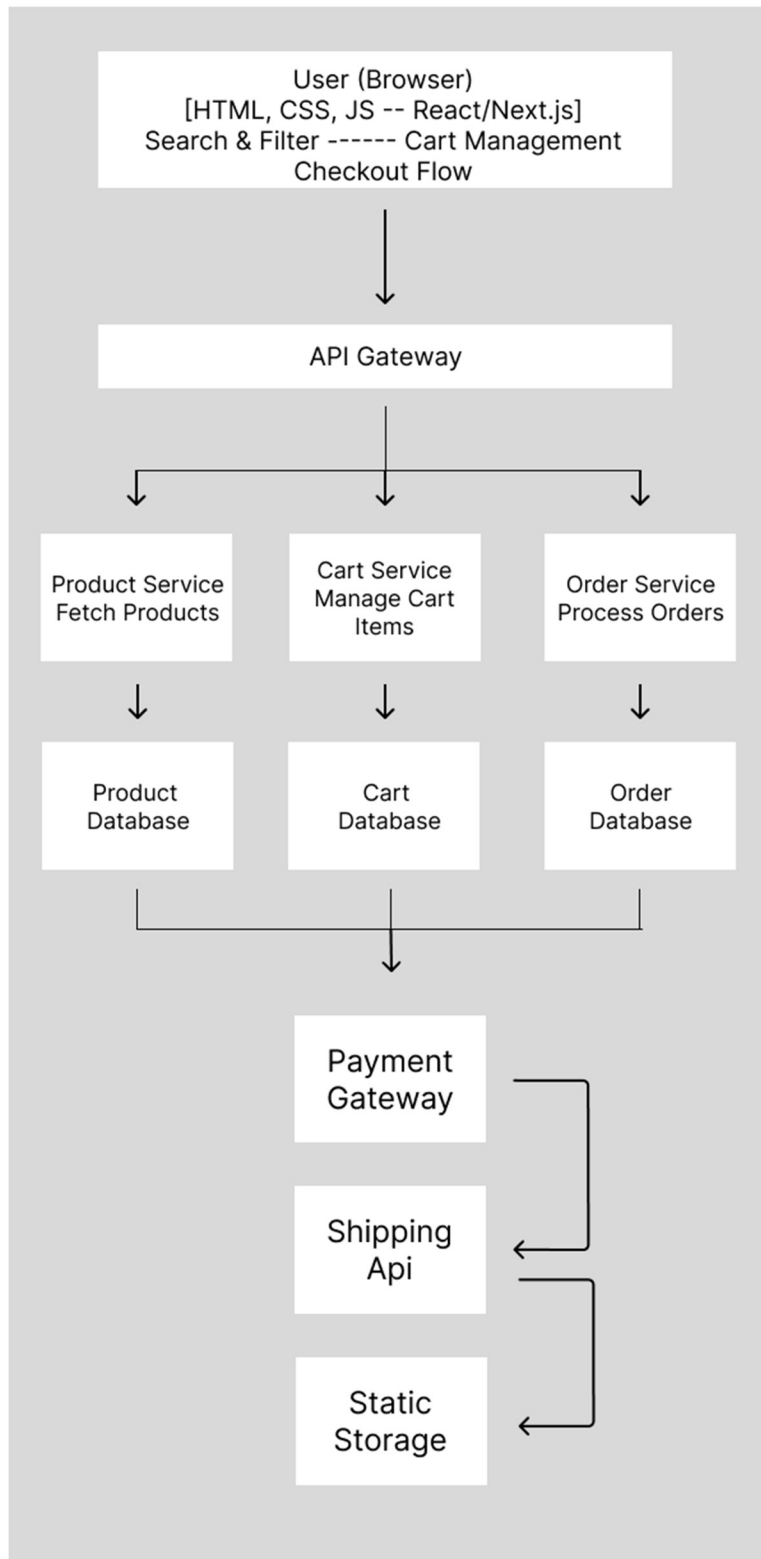 User (Browser)
[HTML, CSS, JS -- React/Next.js]
Search & Filter ------ Cart Management
Checkout Flow
API Gateway
Product Service
Fetch Products
Cart Service
Manage Cart
Items
Order Service
Process Orders
Product
Database
Cart
Database
Order
Database
Payment
Gateway
Shipping
Api
Static
Storage